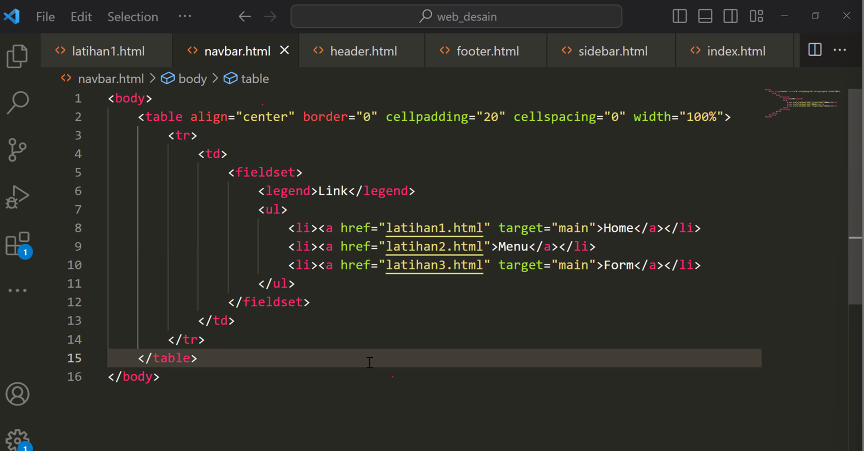 File Edit Selection ··· web_desain
latihan1.html navbar.html header.html footer.html sidebar.html index.html
navbar.html > body > table
1 <body>
2 <table align="center" border="0" cellpadding="20" cellspacing="0" width="100%">
3 <tr>
4 <td>
5 <fieldset>
6 <legend>Link</legend>
7 <ul>
8 <li><a href="latihan1.html" target="main">Home</a></li>
9 <li><a href="latihan2.html">Menu</a></li>
10 <li><a href="latihan3.html" target="main">Form</a></li>
11 </ul>
12 </fieldset>
13 </td>
14 </tr>
15 </table>
16 </body>
1
1